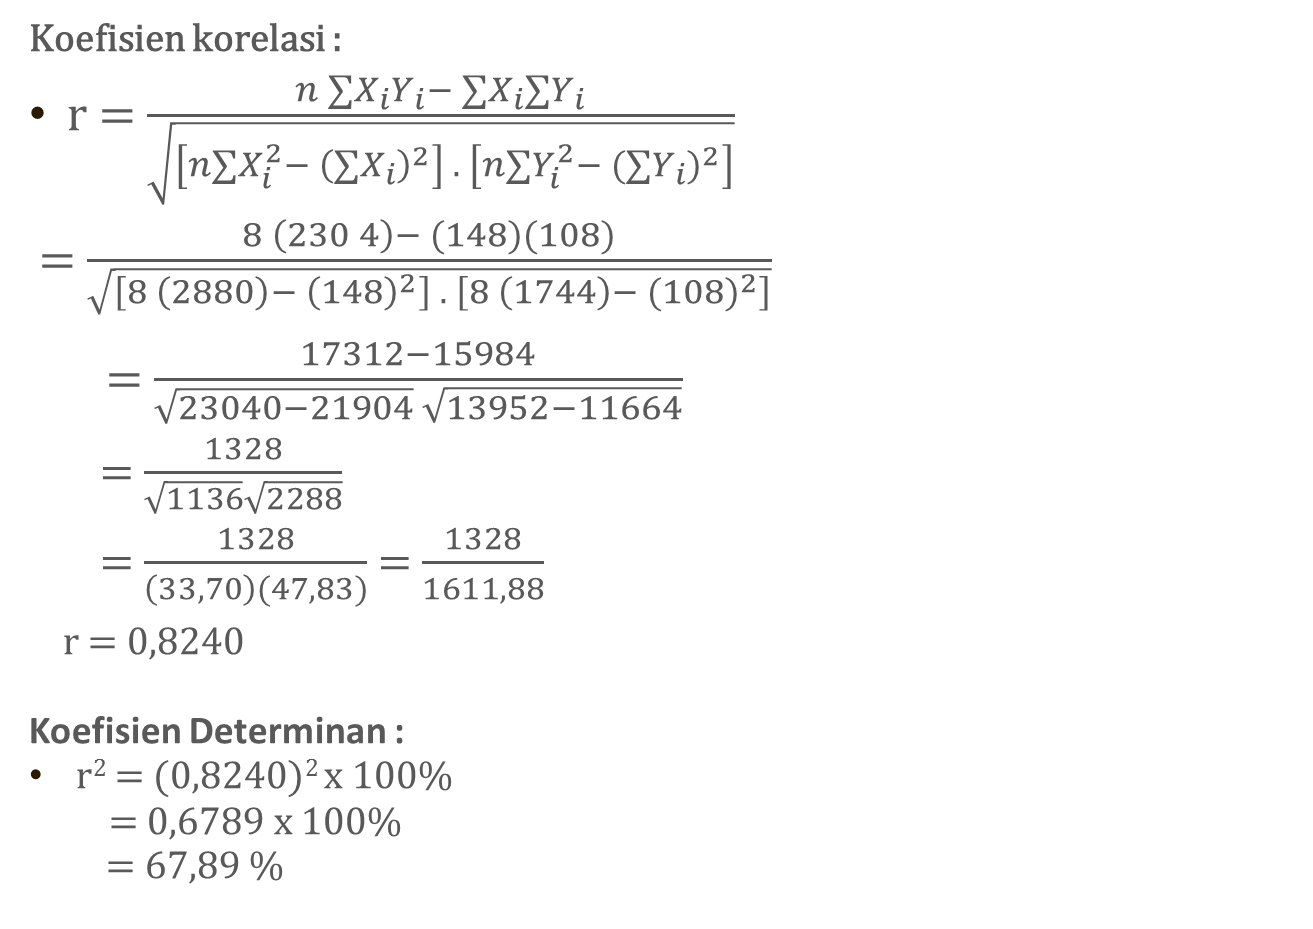 Koefisien korelasi :
• r = n ∑XᵢYᵢ− ∑Xᵢ∑Yᵢ
√[n∑Xᵢ²− (∑Xᵢ)²] . [n∑Yᵢ²− (∑Yᵢ)²]
= 8 (230 4)− (148)(108)
√[8 (2880)− (148)²] . [8 (1744)− (108)²]
= 17312−15984
√23040−21904 √13952−11664
= 1328
√1136√2288
= 1328 = 1328
(33,70)(47,83) 1611,88
r = 0,8240
Koefisien Determinan :
• r² = (0,8240)² x 100%
= 0,6789 x 100%
= 67,89 %